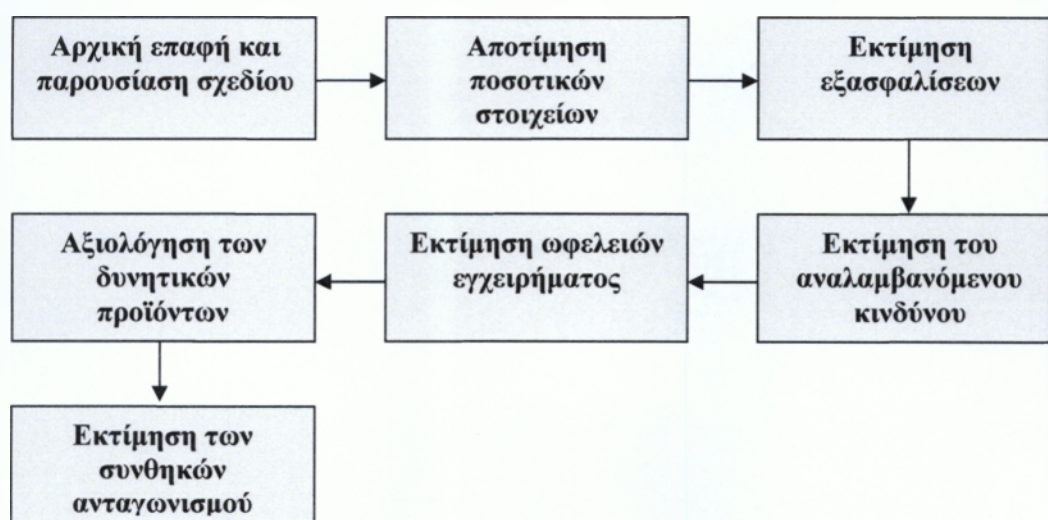 Αρχική επαφή και
παρουσίαση σχεδίου
Αποτίμηση
ποσοτικών
στοιχείων
Εκτίμηση
εξασφαλίσεων
Εκτίμηση του
αναλαμβανόμενου
κινδύνου
Εκτίμηση ωφελειών
εγχειρήματος
Αξιολόγηση των
δυνητικών
προϊόντων
Εκτίμηση των
συνθηκών
ανταγωνισμού